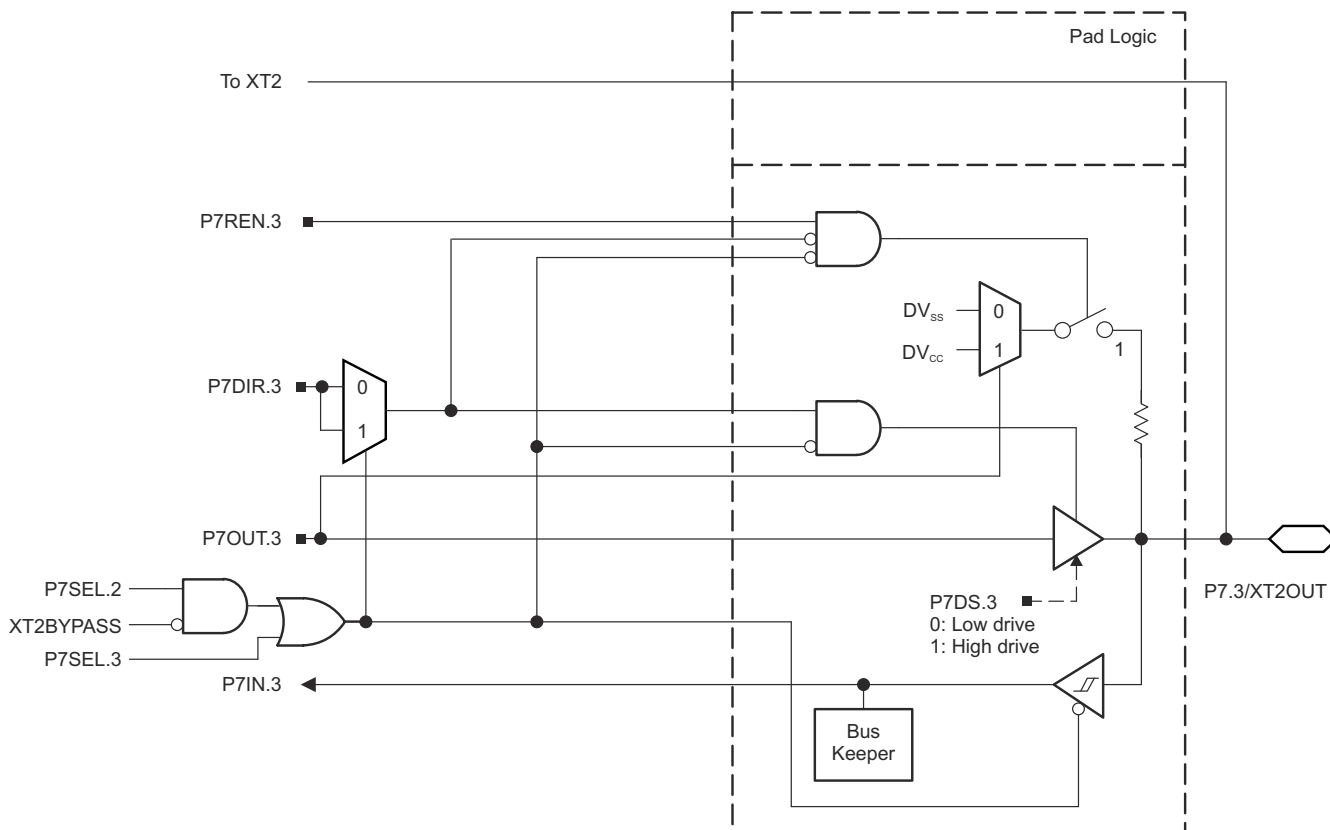 Pad Logic
To XT2
P7REN.3
DVSS
0
DVCC
1
1
P7DIR.3
0
1
P7OUT.3
P7SEL.2
XT2BYPASS
P7SEL.3
P7DS.3
0: Low drive
1: High drive
P7.3/XT2OUT
P7IN.3
Bus
Keeper